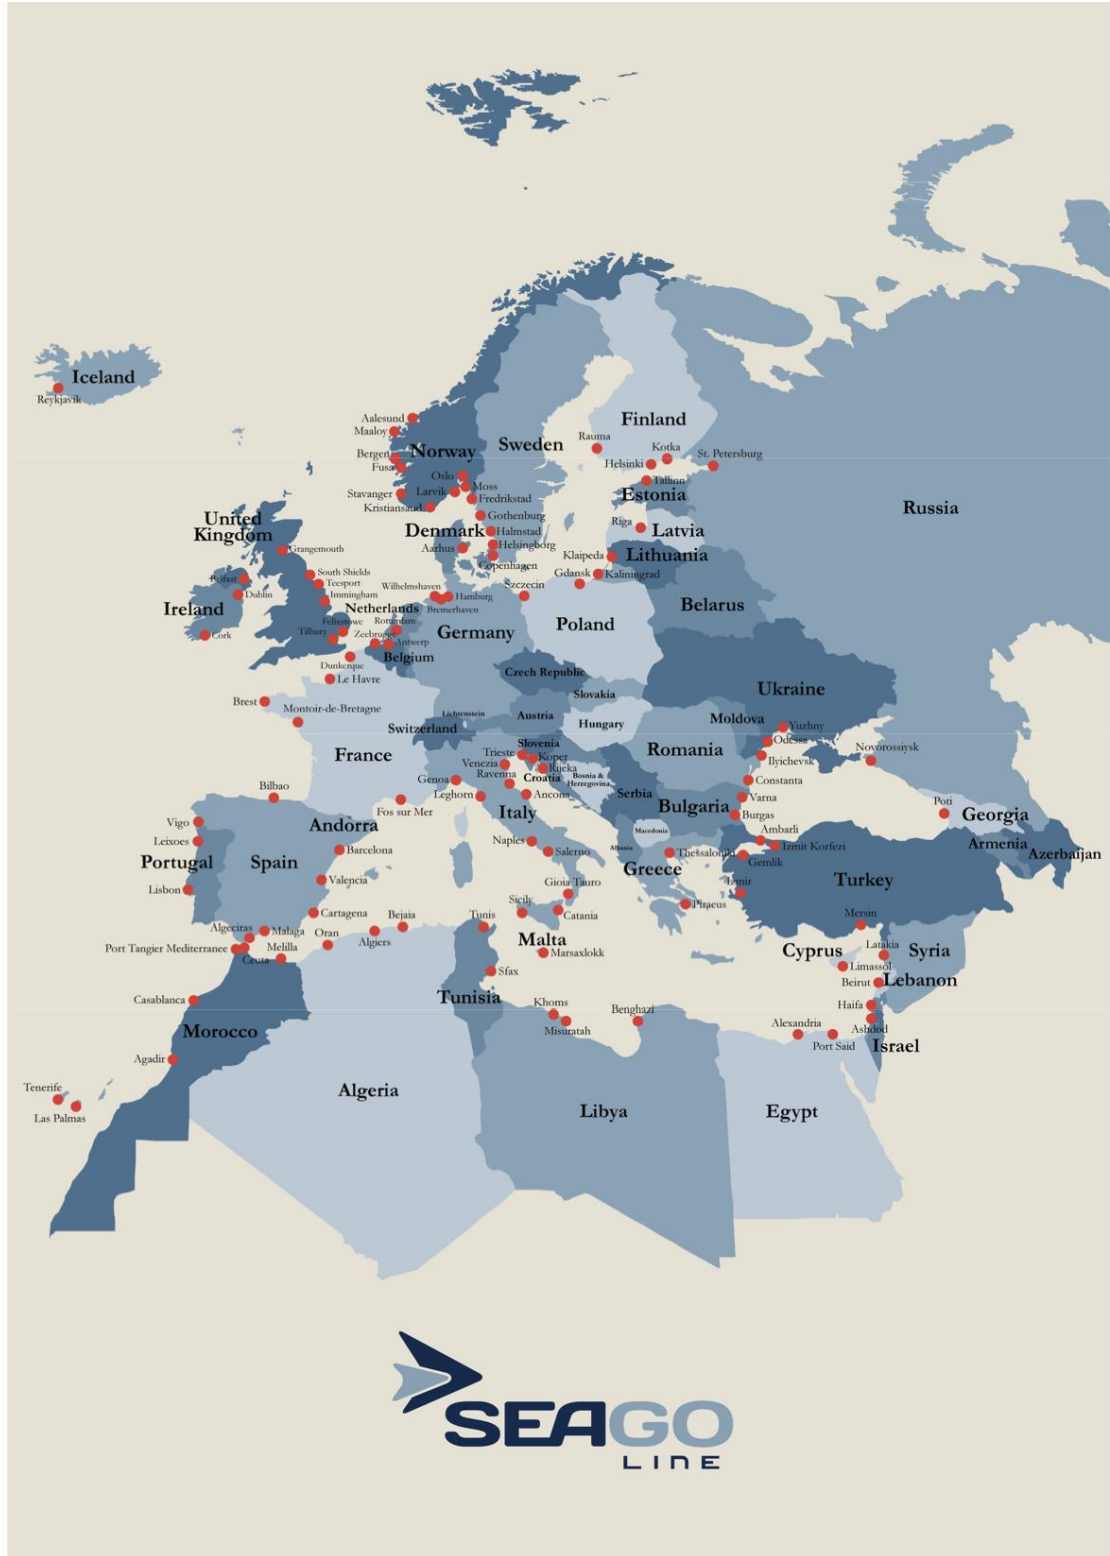 Iceland
Reykjavik
Aalesund
Maaloy
Bergen
Fusa
Norway
Sweden
Finland
Rauma
Kotka
Helsinki
St. Petersburg
Oslo
Moss
Larvik
Stavanger
Fredrikstad
Kristiansand
Tallinn
Estonia
Russia
Gothenburg
United
Kingdom
Denmark
Halmstad
Riga
Latvia
Helsingborg
Aarhus
Copenhagen
Grangemouth
Klaipeda
Lithuania
Gdansk
Kaliningrad
South Shields
Teesport
Belfast
Wilhelmshaven
Szczecin
Dublin
Immingham
Hamburg
Bremerhaven
Ireland
Netherlands
Belarus
Felixstowe
Rotterdam
Tilbury
Zeebrugge
Germany
Poland
Cork
Antwerp
Belgium
Dunkerque
Le Havre
Czech Republic
Slovakia
Ukraine
Brest
Montoir-de-Bretagne
Lichtenstein
Austria
Hungary
Moldova
Yuzhny
Switzerland
Odessa
France
Slovenia
Romania
Novorossiysk
Trieste
Koper
Ilyichevsk
Venezia
Rijeka
Ravenna
Croatia
Bosnia &
Herzegovina
Genoa
Constanta
Bilbao
Leghorn
Ancona
Serbia
Bulgaria
Varna
Fos sur Mer
Poti
Italy
Burgas
Georgia
Vigo
Andorra
Macedonia
Ambarli
Leixoes
Naples
Albania
Izmit Korfezi
Armenia
Barcelona
Salerno
Thessaloniki
Gemlik
Azerbaijan
Portugal
Spain
Greece
Turkey
Lisbon
Valencia
Gioia Tauro
Izmir
Sicily
Piraeus
Cartagena
Bejaia
Tunis
Catania
Mersin
Algeciras
Malaga
Oran
Algiers
Malta
Port Tangier Mediterranee
Ceuta
Melilla
Marsaxlokk
Cyprus
Latakia
Syria
Limassol
Sfax
Beirut
Lebanon
Tunisia
Casablanca
Khoms
Benghazi
Haifa
Misuratah
Alexandria
Ashdod
Morocco
Port Said
Israel
Agadir
Tenerife
Algeria
Las Palmas
Libya
Egypt
SEAGO
LINE